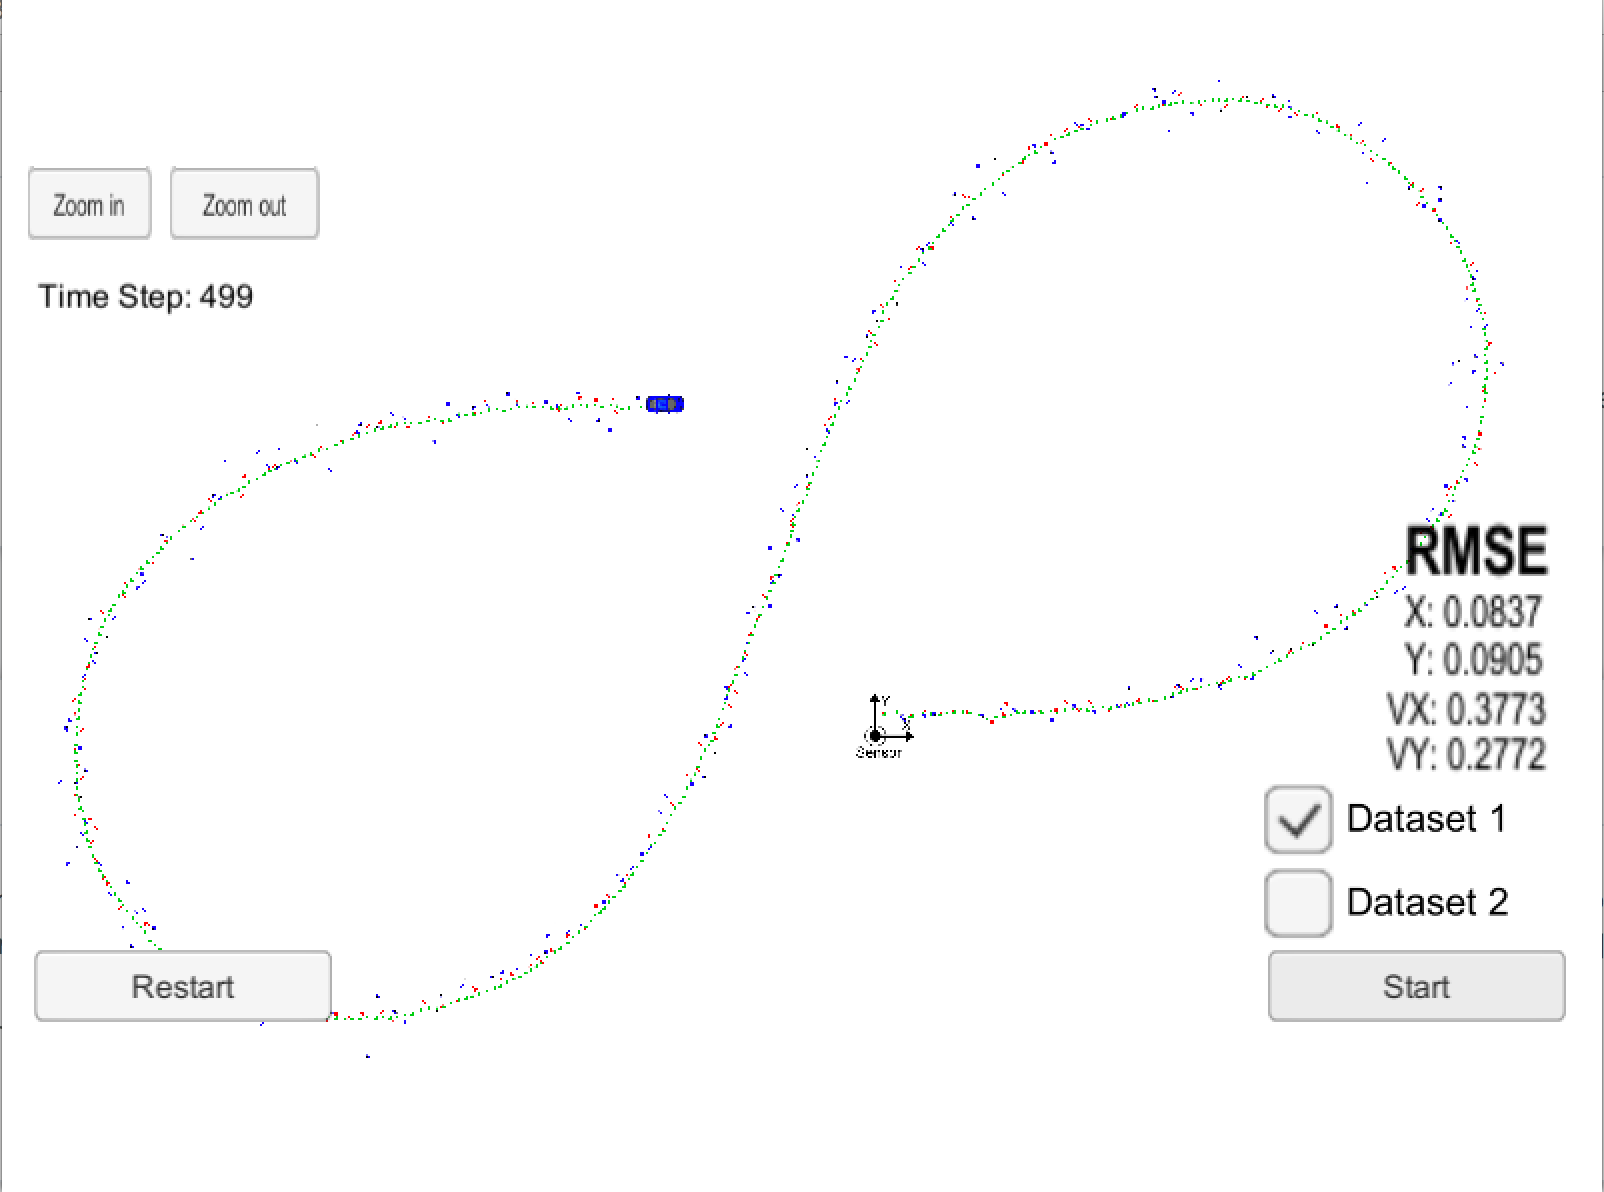 Zoom in
Zoom out
Time Step: 499
RMSE
X: 0.0837
Y: 0.0905
VX: 0.3773
VY: 0.2772
Y
X
Sensor
Dataset 1
Dataset 2
Restart
Start